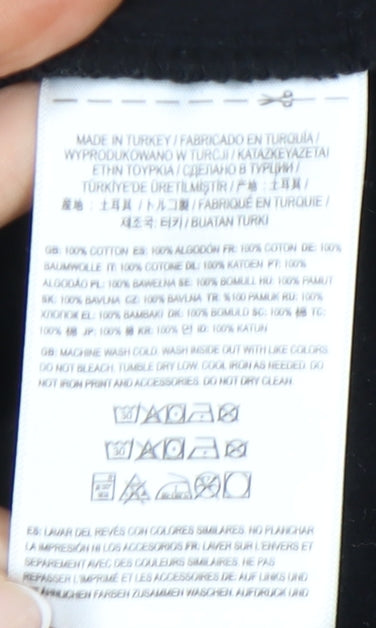 MADE IN TURKEY / FABRICADO EN TURQUÍA /
WYPRODUKOWANO W TURCJI / KATAZKEYAZETAI
ETHN TOYPKIA / СДЕЛАНО В ТУРЦИИ /
TÜRKİYE'DE ÜRETİLMİŞTİR / 产地 : 土耳其 /
産地 : 土耳其 / トルコ製 / FABRIQUÉ EN TURQUIE /
제조국: 터키 / BUATAN TURKI
GB: 100% COTTON ES: 100% ALGODÓN FR: 100% COTON DE: 100%
BAUMWOLLE IT: 100% COTONE NL: 100% KATOEN PT: 100%
ALGODÃO PL: 100% BAWEŁNA SE: 100% BOMULL HU: 100% PAMUT
SK: 100% BAVLNA CZ: 100% BAVLNA TR: %100 PAMUK RU: 100%
ХЛОПОК EL: 100% BAMBAKI DK: 100% BOMULD SC: 100% 棉 TC:
100% 棉 JP: 100% 綿 KR: 100% 면 ID: 100% KATUN
GB: MACHINE WASH COLD. WASH INSIDE OUT WITH LIKE COLORS.
DO NOT BLEACH. TUMBLE DRY LOW. COOL IRON AS NEEDED. DO
NOT IRON PRINT AND ACCESSORIES. DO NOT DRY CLEAN.
30
30
ES: LAVAR DEL REVÉS CON COLORES SIMILARES. NO PLANCHAR
LA IMPRESIÓN NI LOS ACCESORIOS FR: LAVER SUR L'ENVERS ET
SEPAREMENT AVEC DES COULEURS SIMILAIRES. NE PAS
REPASSER L'IMPRIMÉ ET LES ACCESSOIRES DE: AUF LINKS UND
ÄHNLICHEN FARBEN ZUSAMMEN WASCHEN. AUFDRUCK UND